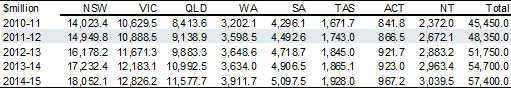 $million NSW VIC QLD WA SA TAS ACT NT Total
2010-11 14,023.4 10,629.5 8,413.6 3,202.1 4,296.1 1,671.7 841.8 2,372.0 45,450.0
2011-12 14,949.8 10,888.5 9,138.9 3,598.5 4,492.6 1,743.0 866.5 2,672.1 48,350.0
2012-13 16,178.2 11,671.3 9,883.3 3,648.6 4,718.7 1,845.0 921.7 2,883.2 51,750.0
2013-14 17,232.4 12,183.1 10,992.5 3,634.0 4,906.5 1,865.1 923.0 2,963.4 54,700.0
2014-15 18,052.1 12,826.2 11,577.7 3,911.7 5,097.5 1,928.0 967.2 3,039.5 57,400.0